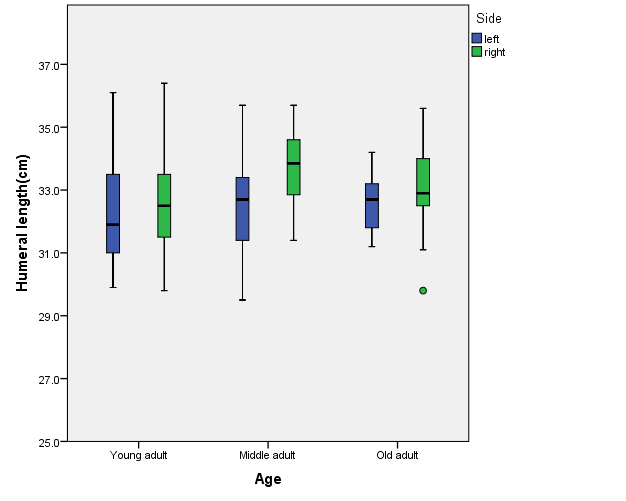 Side
left
right
37.0
35.0
33.0
31.0
29.0
27.0
25.0
Humeral length(cm)
Young adult
Middle adult
Old adult
Age